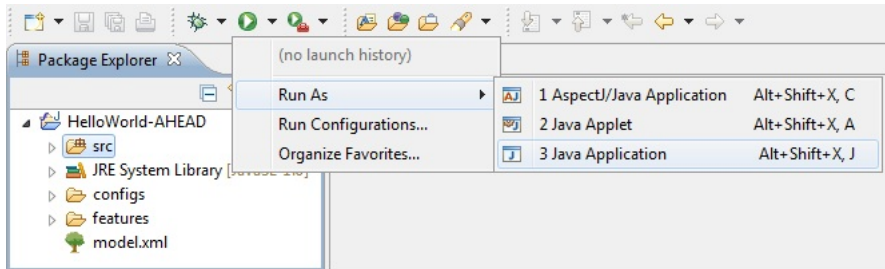 (no launch history)
Package Explorer
Run As
1 AspectJ/Java Application Alt+Shift+X, C
HelloWorld-AHEAD
Run Configurations...
2 Java Applet Alt+Shift+X, A
src
Organize Favorites...
3 Java Application Alt+Shift+X, J
JRE System Library
configs
features
model.xml